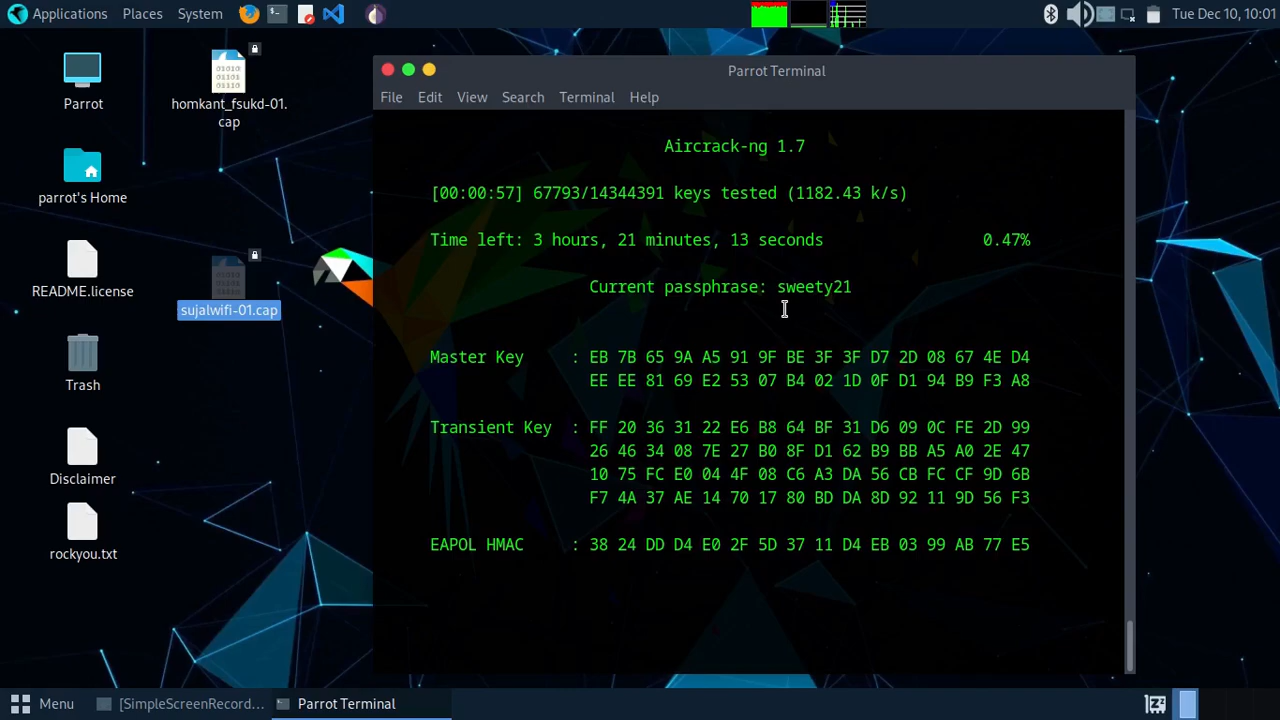 Applications Places System
Tue Dec 10, 10:01
Parrot
homkant_fsukd-01.
cap
parrot's Home
README.license
sujalwifi-01.cap
Trash
Disclaimer
rockyou.txt
Parrot Terminal
File Edit View Search Terminal Help
Aircrack-ng 1.7
[00:00:57] 67793/14344391 keys tested (1182.43 k/s)
Time left: 3 hours, 21 minutes, 13 seconds 0.47%
Current passphrase: sweety21
Master Key : EB 7B 65 9A A5 91 9F BE 3F 3F D7 2D 08 67 4E D4
EE EE 81 69 E2 53 07 B4 02 1D 0F D1 94 B9 F3 A8
Transient Key : FF 20 36 31 22 E6 B8 64 BF 31 D6 09 0C FE 2D 99
26 46 34 08 7E 27 B0 8F D1 62 B9 BB A5 A0 2E 47
10 75 FC E0 04 4F 08 C6 A3 DA 56 CB FC CF 9D 6B
F7 4A 37 AE 14 70 17 80 BD DA 8D 92 11 9D 56 F3
EAPOL HMAC : 38 24 DD D4 E0 2F 5D 37 11 D4 EB 03 99 AB 77 E5
Menu [SimpleScreenRecord... Parrot Terminal